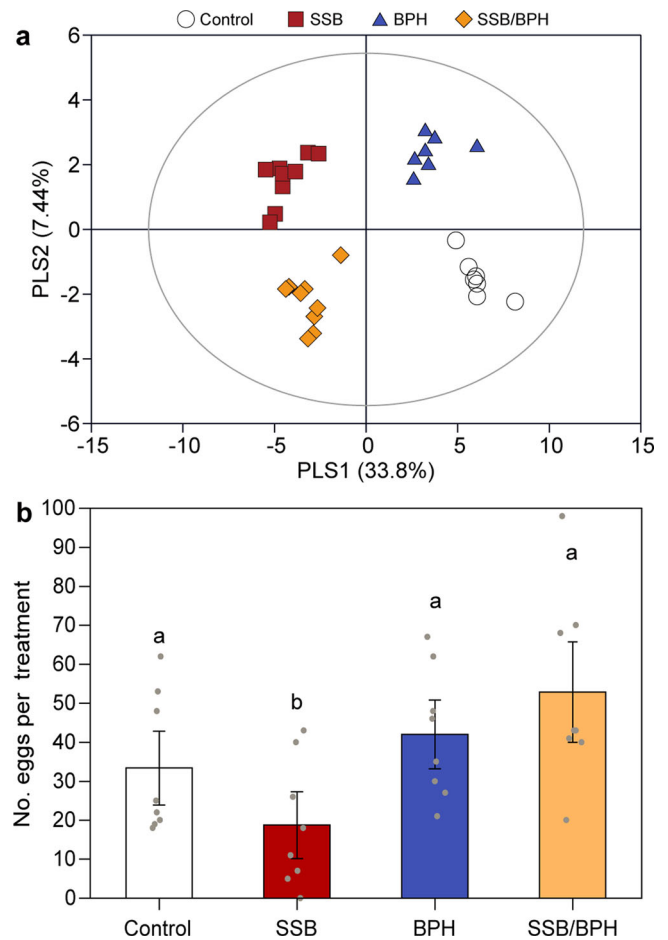 Control SSB BPH SSB/BPH
a
6
4
2
0
-2
-4
-6
PLS2 (7.44%)
-15 -10 -5 0 5 10 15
PLS1 (33.8%)
b
100
90
80
70
60
50
40
30
20
10
0
No. eggs per treatment
a
b
a
a
Control SSB BPH SSB/BPH